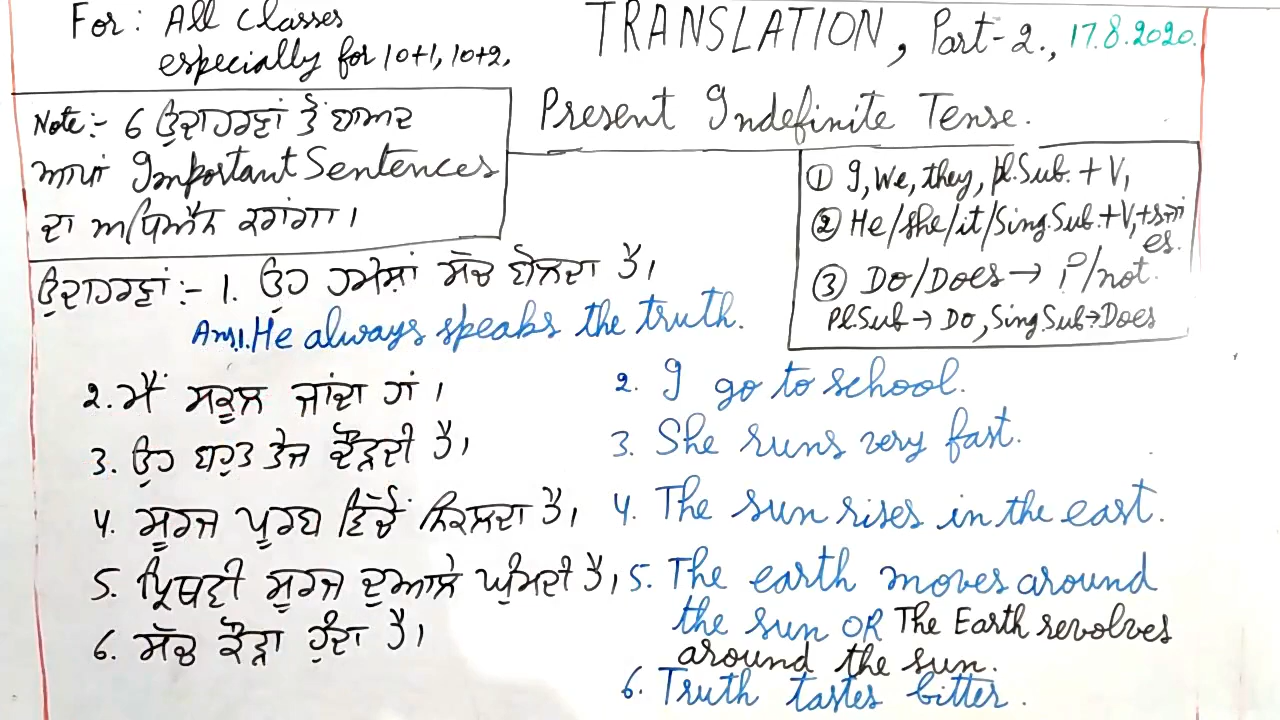 For: All Classes
especially for 10+1, 10+2,
TRANSLATION, Part-2., 17.8.2020.
Present Indefinite Tense.
Note:- 6 ਉਦਾਹਰਣਾਂ ਤੋਂ ਬਾਅਦ
ਆਪਾਂ Important Sentences
ਦਾ ਅਭਿਆਸ ਕਰਾਂਗਾ।
① I, We, they, pl.Sub. + V₁
② He/she/it/Sing.Sub.+V₁+s ਜਾਂ
es.
③ Do/Does → ?/not.
Pl.Sub → Do, Sing Sub→Does
ਉਦਾਹਰਣਾਂ:- 1. ਉਹ ਹਮੇਸ਼ਾਂ ਸੱਚ ਬੋਲਦਾ ਹੈ।
Ans1. He always speaks the truth.
2. ਮੈਂ ਸਕੂਲ ਜਾਂਦਾ ਹਾਂ।
2. I go to school.
3. ਉਹ ਬਹੁਤ ਤੇਜ ਦੌੜਦੀ ਹੈ।
3. She runs very fast.
4. ਸੂਰਜ ਪੂਰਬ ਵਿੱਚੋਂ ਨਿਕਲਦਾ ਹੈ।
4. The sun rises in the east.
5. ਪ੍ਰਿਥਵੀ ਸੂਰਜ ਦੁਆਲੇ ਘੁੰਮਦੀ ਹੈ।
5. The earth moves around
the sun OR The Earth revolves
around the sun.
6. ਸੱਚ ਕੌੜਾ ਹੁੰਦਾ ਹੈ।
6. Truth tastes bitter.